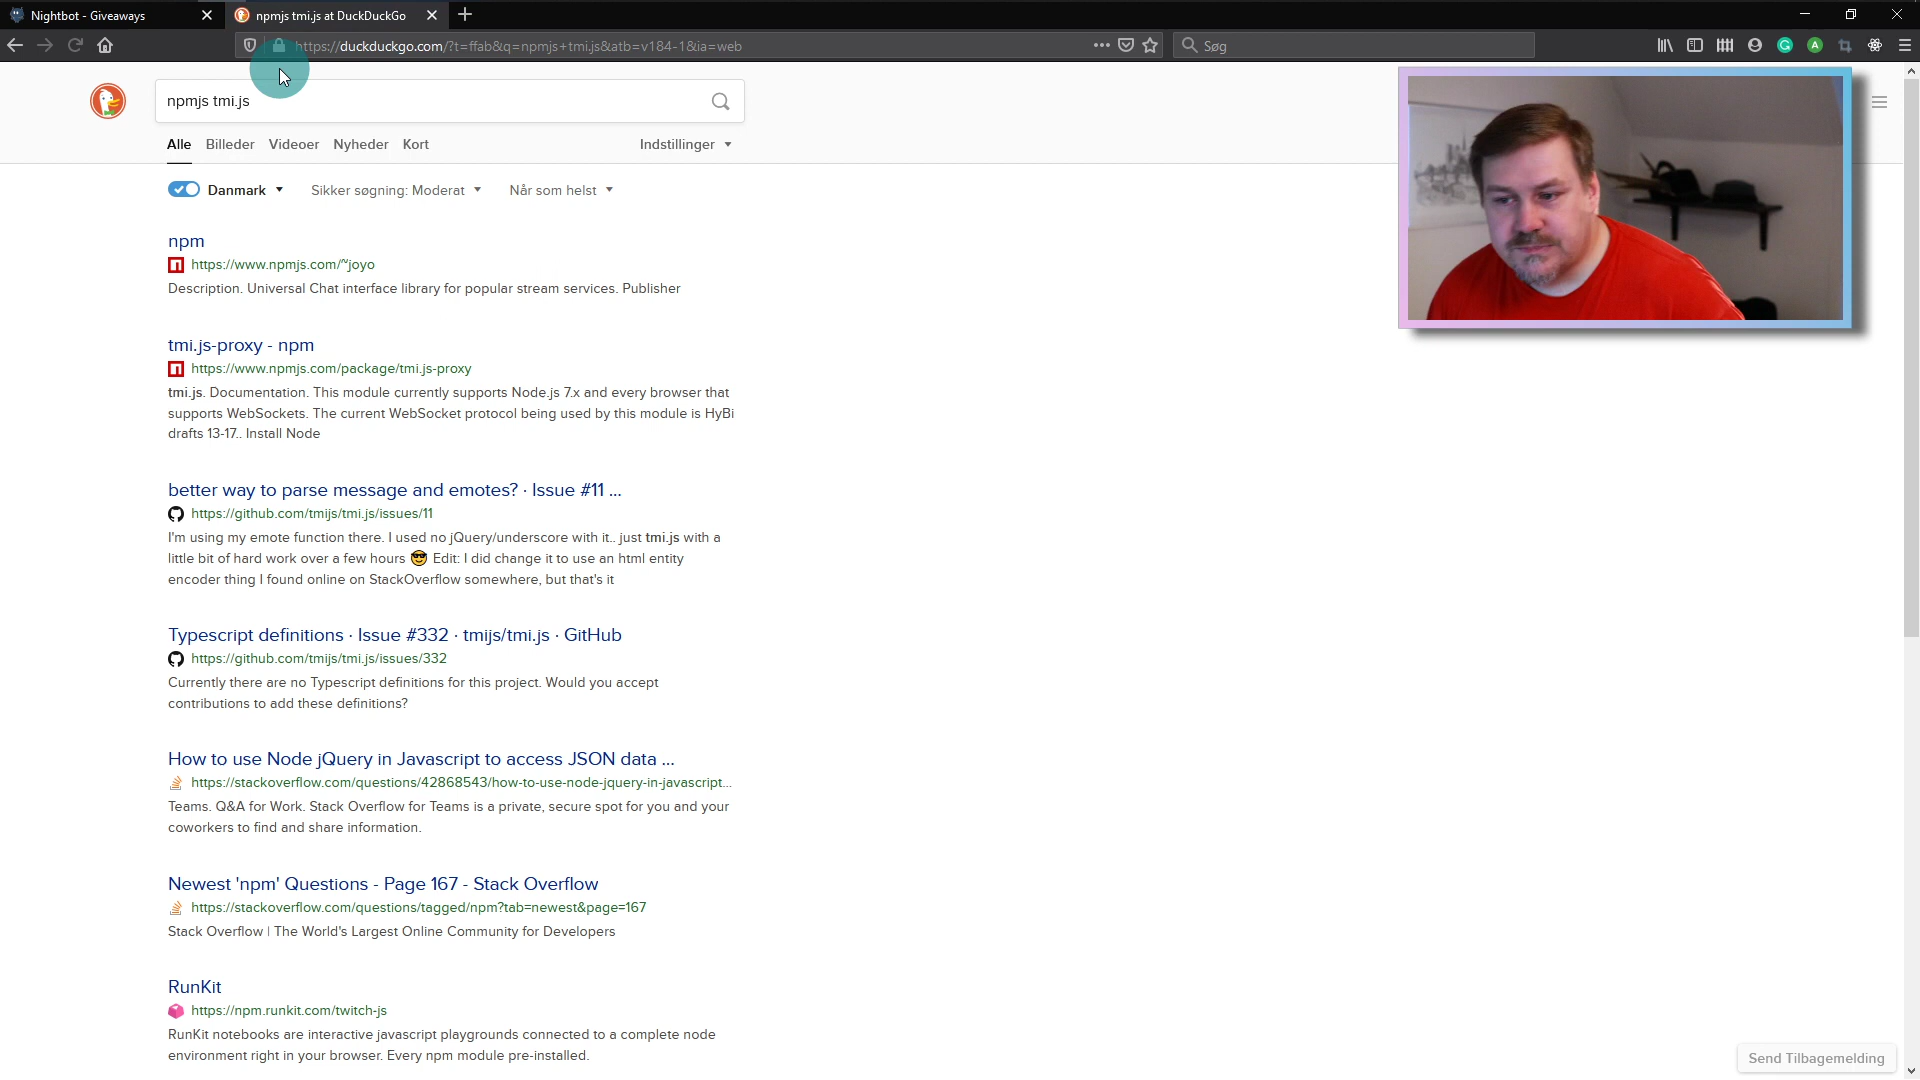 Nightbot - Giveaways
npmjs tmi.js at DuckDuckGo
https://duckduckgo.com/?t=ffab&q=npmjs+tmi.js&atb=v184-1&ia=web
Søg
npmjs tmi.js
Alle Billeder Videoer Nyheder Kort Indstillinger
Danmark Sikker søgning: Moderat Når som helst
npm
https://www.npmjs.com/~joyo
Description. Universal Chat interface library for popular stream services. Publisher
tmi.js-proxy - npm
https://www.npmjs.com/package/tmi.js-proxy
tmi.js. Documentation. This module currently supports Node.js 7.x and every browser that
supports WebSockets. The current WebSocket protocol being used by this module is HyBi
drafts 13-17.. Install Node
better way to parse message and emotes? · Issue #11 ...
https://github.com/tmijs/tmi.js/issues/11
I'm using my emote function there. I used no jQuery/underscore with it.. just tmi.js with a
little bit of hard work over a few hours 😎 Edit: I did change it to use an html entity
encoder thing I found online on StackOverflow somewhere, but that's it
Typescript definitions · Issue #332 · tmijs/tmi.js · GitHub
https://github.com/tmijs/tmi.js/issues/332
Currently there are no Typescript definitions for this project. Would you accept
contributions to add these definitions?
How to use Node jQuery in Javascript to access JSON data ...
https://stackoverflow.com/questions/42868543/how-to-use-node-jquery-in-javascript...
Teams. Q&A for Work. Stack Overflow for Teams is a private, secure spot for you and your
coworkers to find and share information.
Newest 'npm' Questions - Page 167 - Stack Overflow
https://stackoverflow.com/questions/tagged/npm?tab=newest&page=167
Stack Overflow | The World's Largest Online Community for Developers
RunKit
https://npm.runkit.com/twitch-js
RunKit notebooks are interactive javascript playgrounds connected to a complete node
environment right in your browser. Every npm module pre-installed.
Send Tilbagemelding